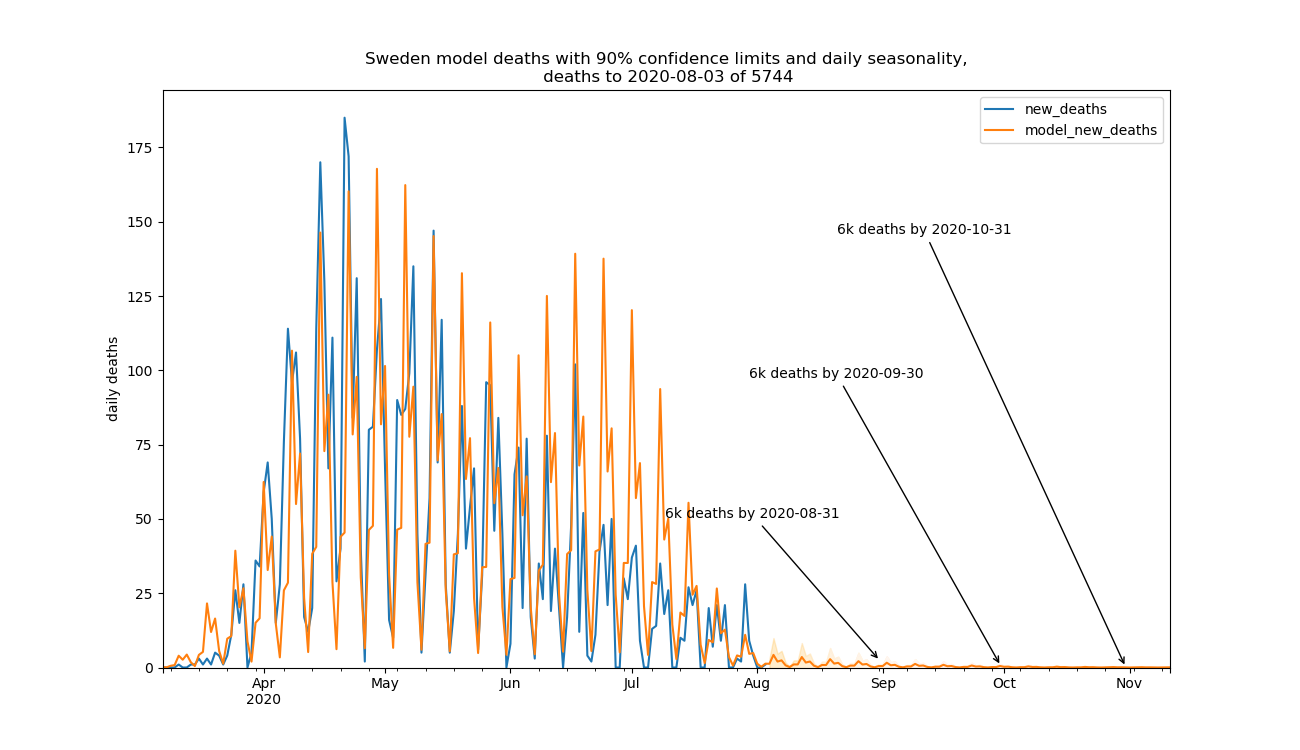 Sweden model deaths with 90% confidence limits and daily seasonality,
deaths to 2020-08-03 of 5744
new_deaths
model_new_deaths
175
150
125
100
75
50
25
0
daily deaths
6k deaths by 2020-10-31
6k deaths by 2020-09-30
6k deaths by 2020-08-31
Apr May Jun Jul Aug Sep Oct Nov
2020